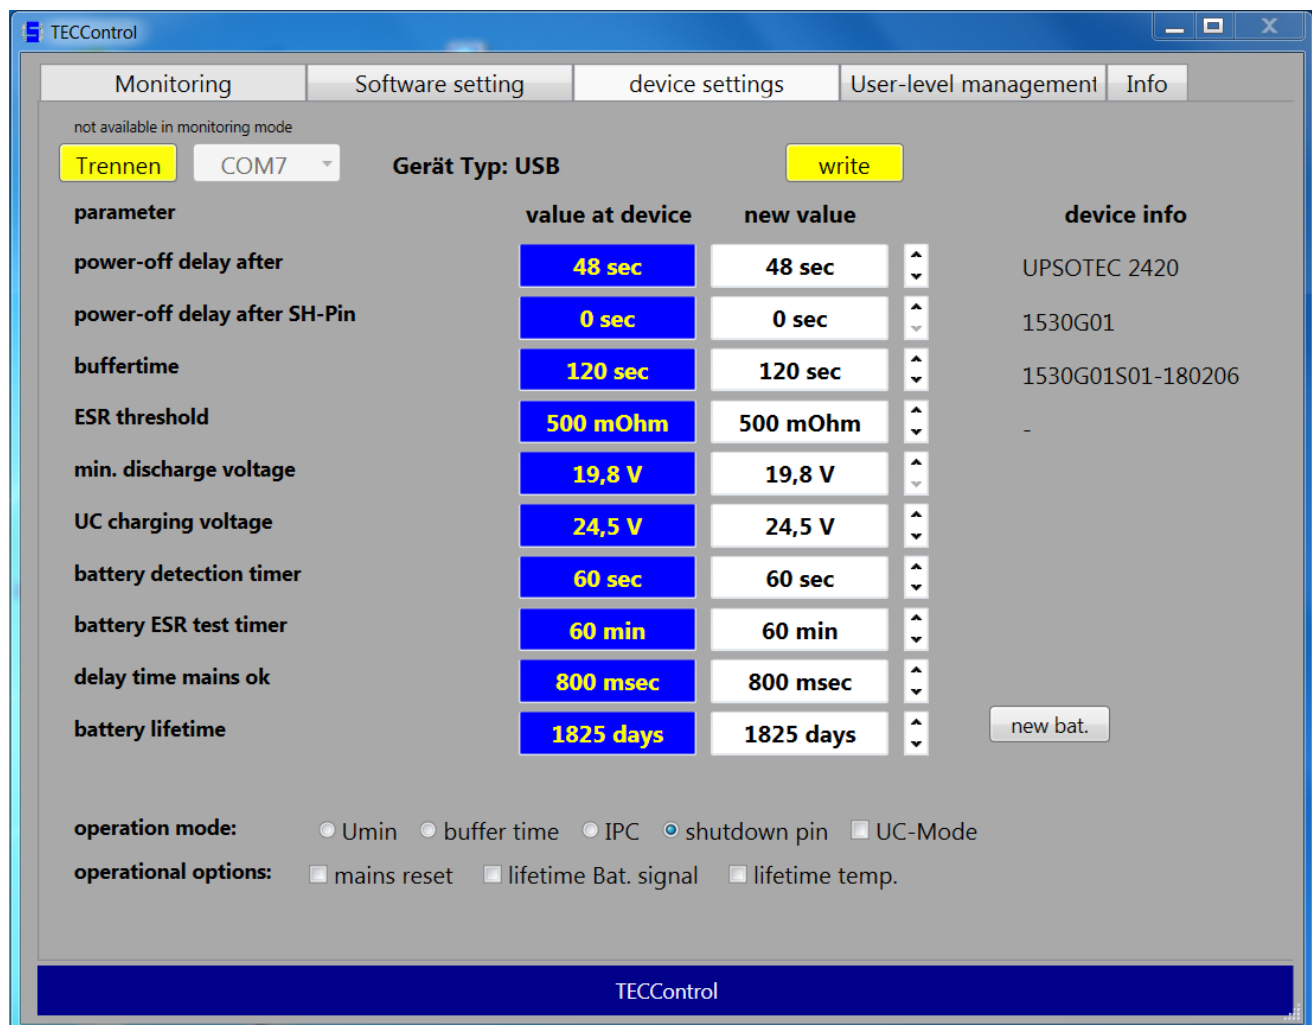 TECControl
Monitoring Software setting device settings User-level management Info
not available in monitoring mode
Trennen COM7 Gerät Typ: USB write
parameter value at device new value device info
power-off delay after 48 sec 48 sec UPSOTEC 2420
power-off delay after SH-Pin 0 sec 0 sec 1530G01
buffertime 120 sec 120 sec 1530G01S01-180206
ESR threshold 500 mOhm 500 mOhm -
min. discharge voltage 19,8 V 19,8 V
UC charging voltage 24,5 V 24,5 V
battery detection timer 60 sec 60 sec
battery ESR test timer 60 min 60 min
delay time mains ok 800 msec 800 msec
battery lifetime 1825 days 1825 days new bat.
operation mode: Umin buffer time IPC shutdown pin UC-Mode
operational options: mains reset lifetime Bat. signal lifetime temp.
TECControl